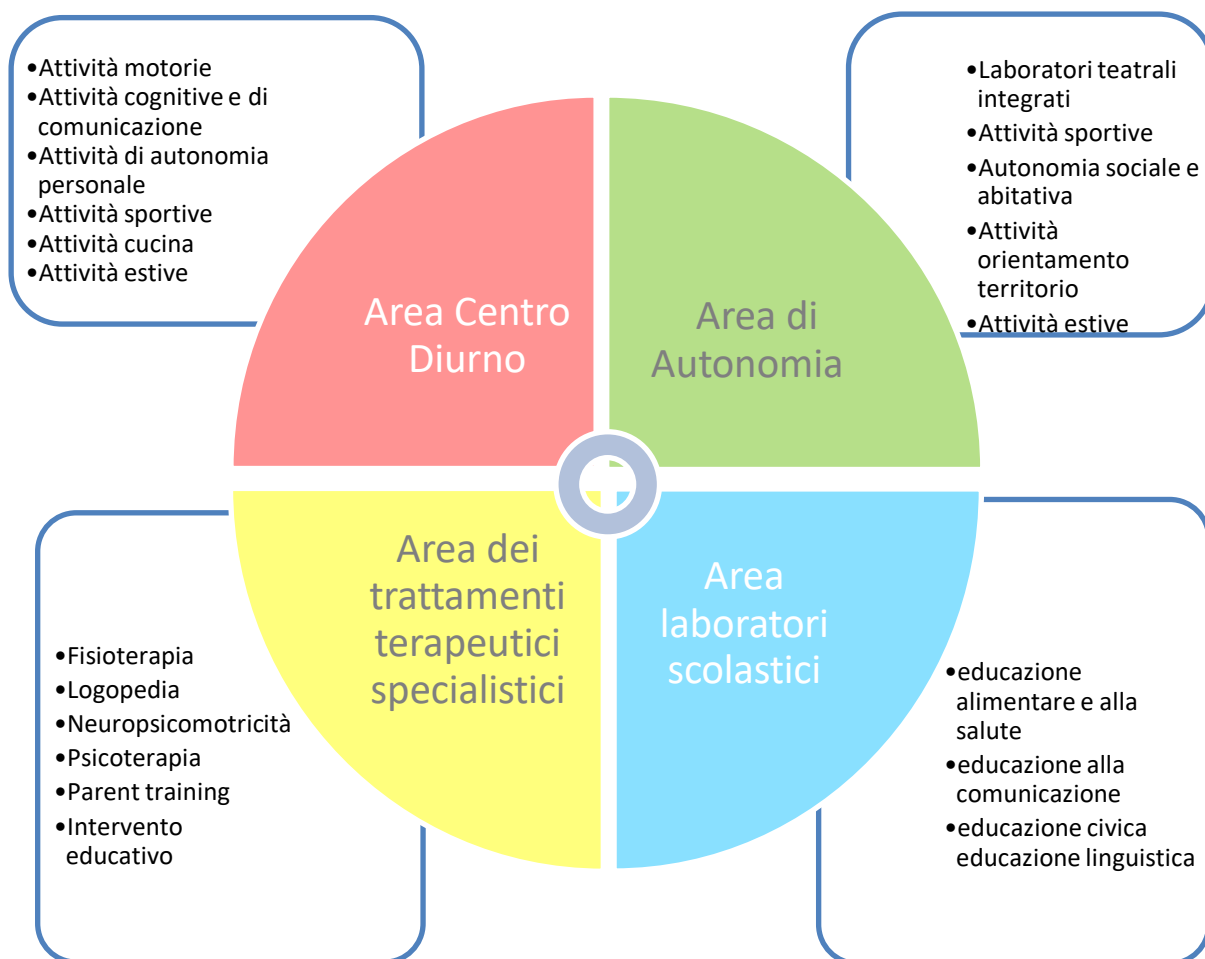 •Attività motorie
•Attività cognitive e di
comunicazione
•Attività di autonomia
personale
•Attività sportive
•Attività cucina
•Attività estive
•Laboratori teatrali
integrati
•Attività sportive
•Autonomia sociale e
abitativa
•Attività
orientamento
territorio
•Attività estive
Area Centro
Diurno
Area di
Autonomia
Area dei
trattamenti
terapeutici
specialistici
Area
laboratori
scolastici
•Fisioterapia
•Logopedia
•Neuropsicomotricità
•Psicoterapia
•Parent training
•Intervento
educativo
•educazione
alimentare e alla
salute
•educazione alla
comunicazione
•educazione civica
educazione linguistica